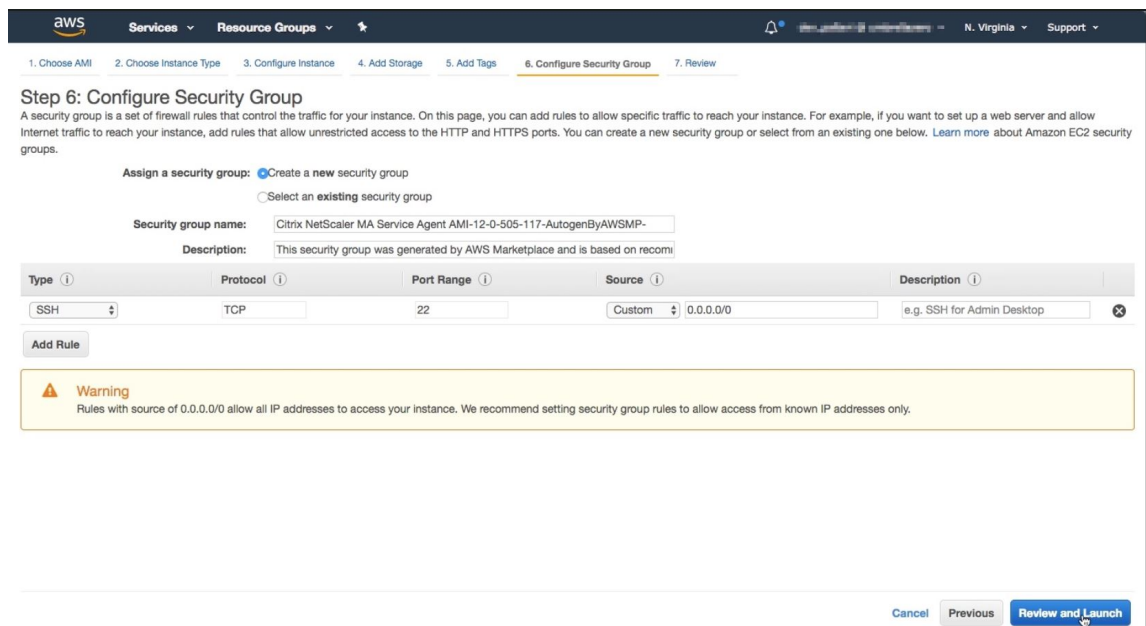 aws Services Resource Groups N. Virginia Support
1. Choose AMI 2. Choose Instance Type 3. Configure Instance 4. Add Storage 5. Add Tags 6. Configure Security Group 7. Review
Step 6: Configure Security Group
A security group is a set of firewall rules that control the traffic for your instance. On this page, you can add rules to allow specific traffic to reach your instance. For example, if you want to set up a web server and allow
Internet traffic to reach your instance, add rules that allow unrestricted access to the HTTP and HTTPS ports. You can create a new security group or select from an existing one below. Learn more about Amazon EC2 security
groups.
Assign a security group: Create a new security group
Select an existing security group
Security group name: Citrix NetScaler MA Service Agent AMI-12-0-505-117-AutogenByAWSMP-
Description: This security group was generated by AWS Marketplace and is based on recom
Type i Protocol i Port Range i Source i Description i
SSH TCP 22 Custom 0.0.0.0/0 e.g. SSH for Admin Desktop
Add Rule
Warning
Rules with source of 0.0.0.0/0 allow all IP addresses to access your instance. We recommend setting security group rules to allow access from known IP addresses only.
Cancel Previous Review and Launch